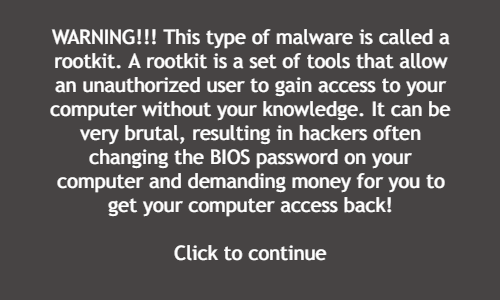 WARNING!!! This type of malware is called a
rootkit. A rootkit is a set of tools that allow
an unauthorized user to gain access to your
computer without your knowledge. It can be
very brutal, resulting in hackers often
changing the BIOS password on your
computer and demanding money for you to
get your computer access back!
Click to continue